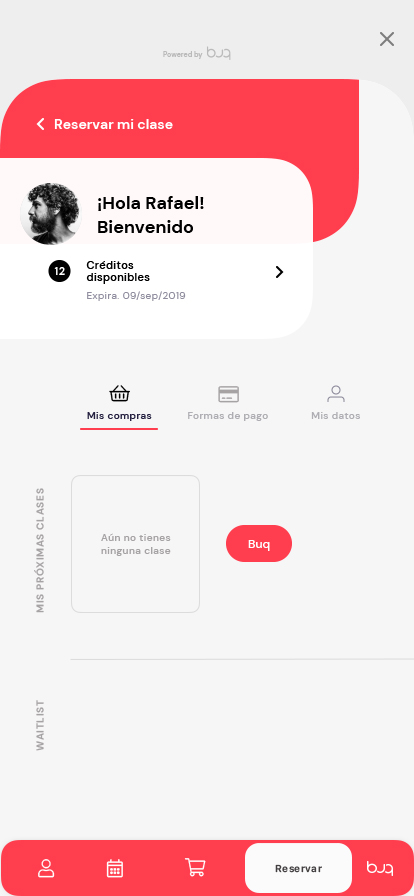 Powered by buq
Reservar mi clase
¡Hola Rafael!
Bienvenido
12
Créditos
disponibles
Expira. 09/sep/2019
Mis compras
Formas de pago
Mis datos
MIS PRÓXIMAS CLASES
Aún no tienes
ninguna clase
Buq
WAITLIST
Reservar
buq